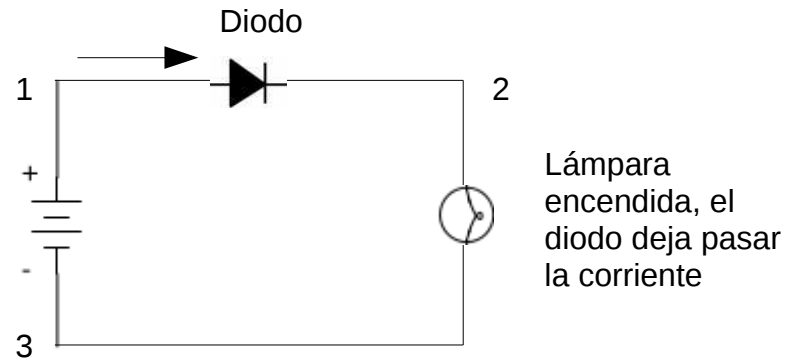 Diodo
1
2
+
-
3
Lámpara
encendida, el
diodo deja pasar
la corriente